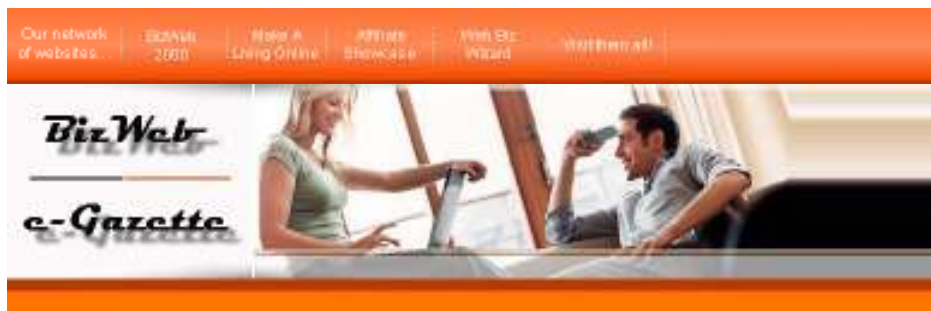 Our network
of websites...
BizWeb
2000
Make A
Living Online
Affiliate
Showcase
Web Biz
Wizard
Visit them all!
BizWeb
e-Gazette